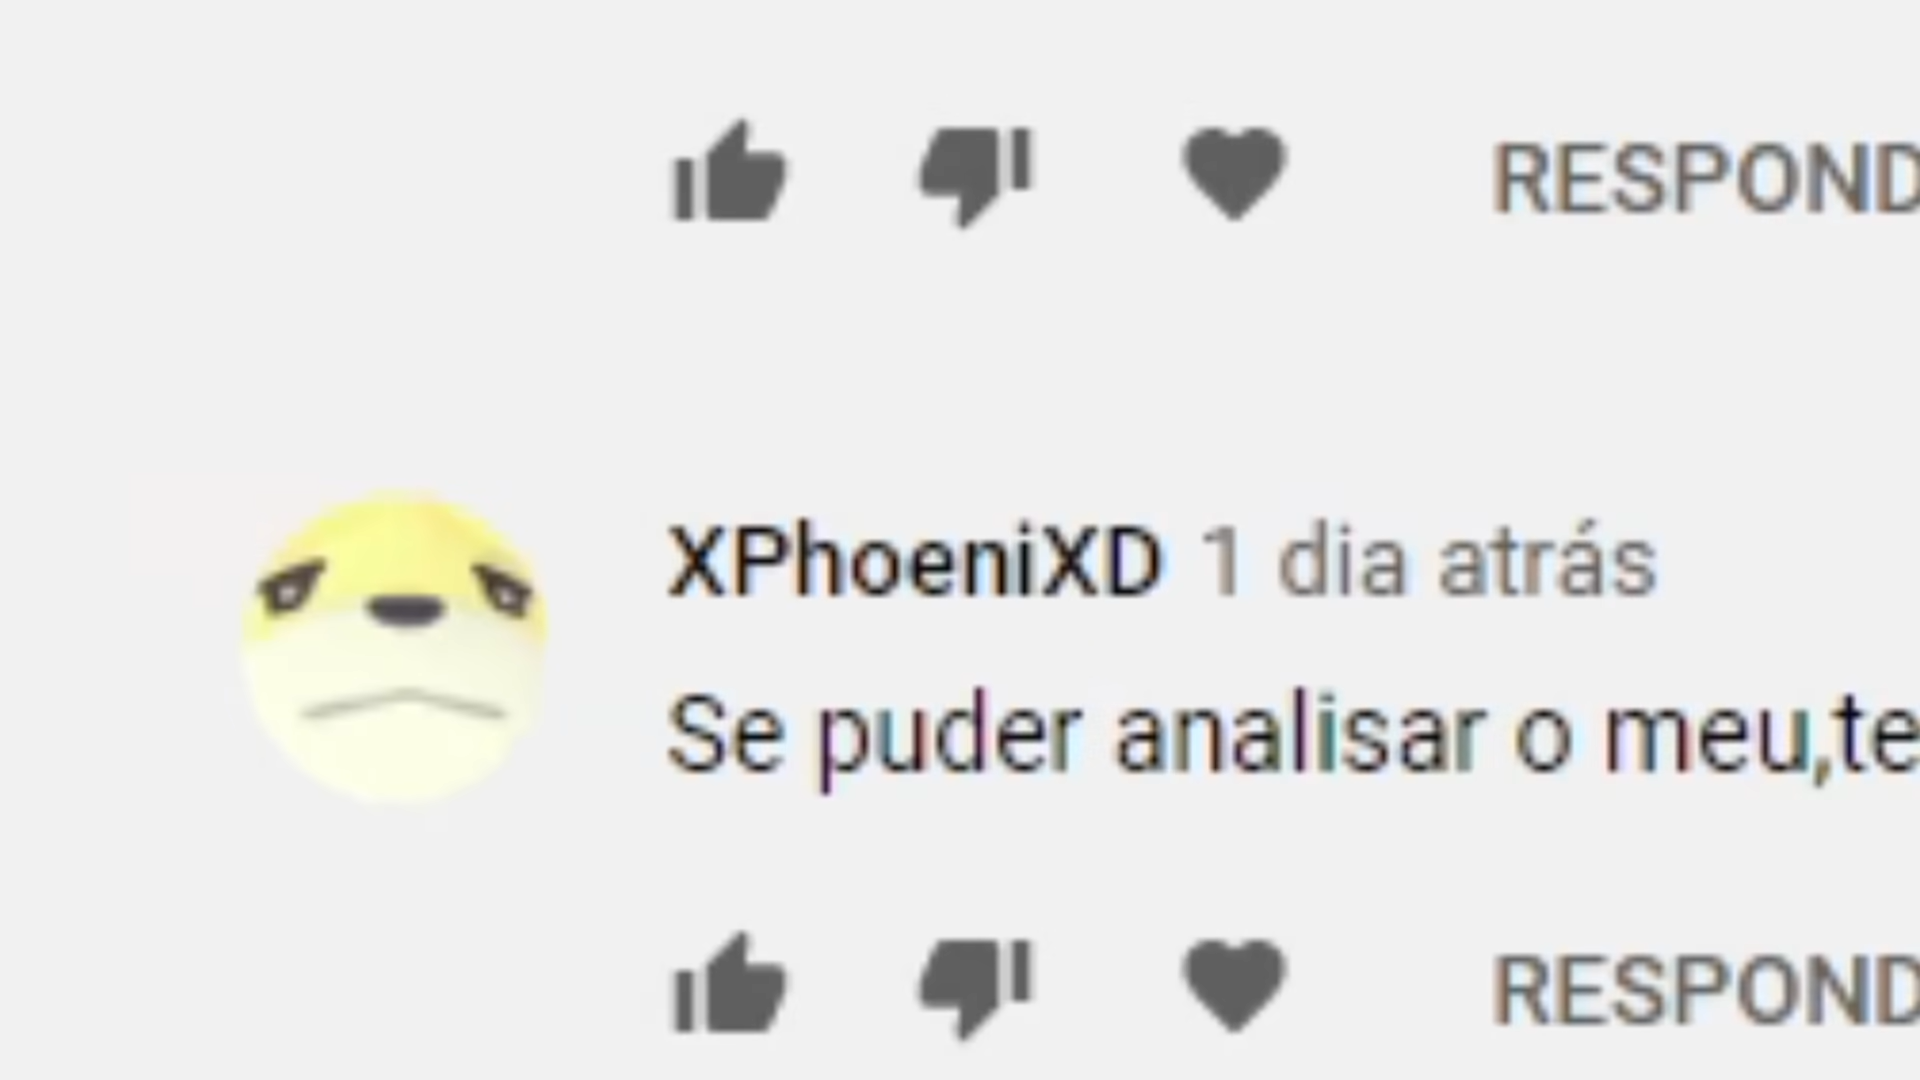 RESPOND
XPhoeniXD 1 dia atrás
Se puder analisar o meu,te
RESPOND